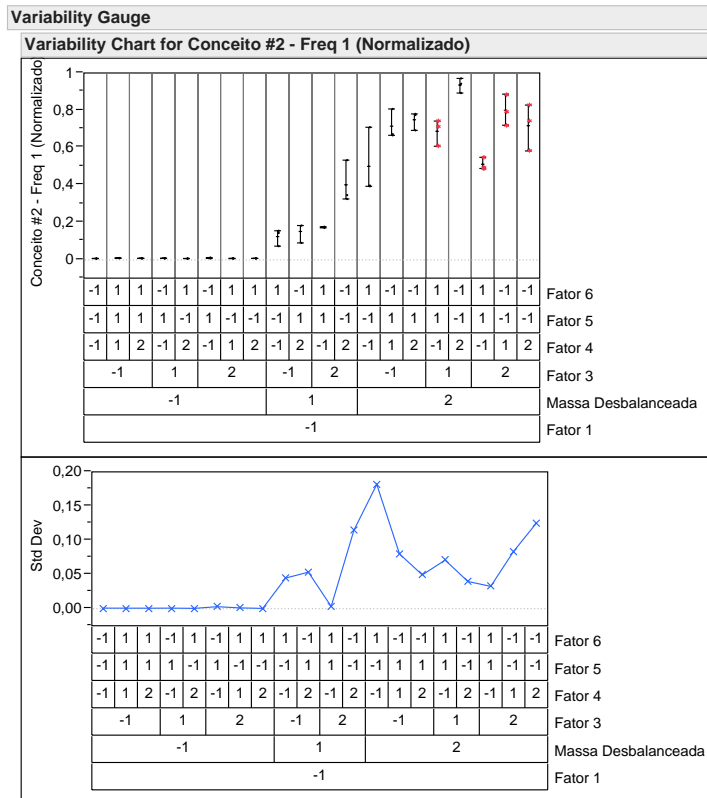 Variability Gauge
Variability Chart for Conceito #2 - Freq 1 (Normalizado)
Conceito #2 - Freq 1 (Normalizado)
1
0,8
0,6
0,4
0,2
0
-1 1 1 -1 1 -1 1 1 1 -1 1 -1 1 -1 -1 1 -1 1 -1 -1 Fator 6
-1 1 1 1 -1 1 -1 -1 -1 1 1 -1 -1 1 1 1 -1 1 -1 -1 Fator 5
-1 1 2 -1 2 -1 1 2 -1 2 -1 2 -1 1 2 -1 2 -1 1 2 Fator 4
-1 1 2 -1 2 -1 1 2 Fator 3
-1 1 2 Massa Desbalanceada
-1 Fator 1
Std Dev
0,20
0,15
0,10
0,05
0,00
-1 1 1 -1 1 -1 1 1 1 -1 1 -1 1 -1 -1 1 -1 1 -1 -1 Fator 6
-1 1 1 1 -1 1 -1 -1 -1 1 1 -1 -1 1 1 1 -1 1 -1 -1 Fator 5
-1 1 2 -1 2 -1 1 2 -1 2 -1 2 -1 1 2 -1 2 -1 1 2 Fator 4
-1 1 2 -1 2 -1 1 2 Fator 3
-1 1 2 Massa Desbalanceada
-1 Fator 1